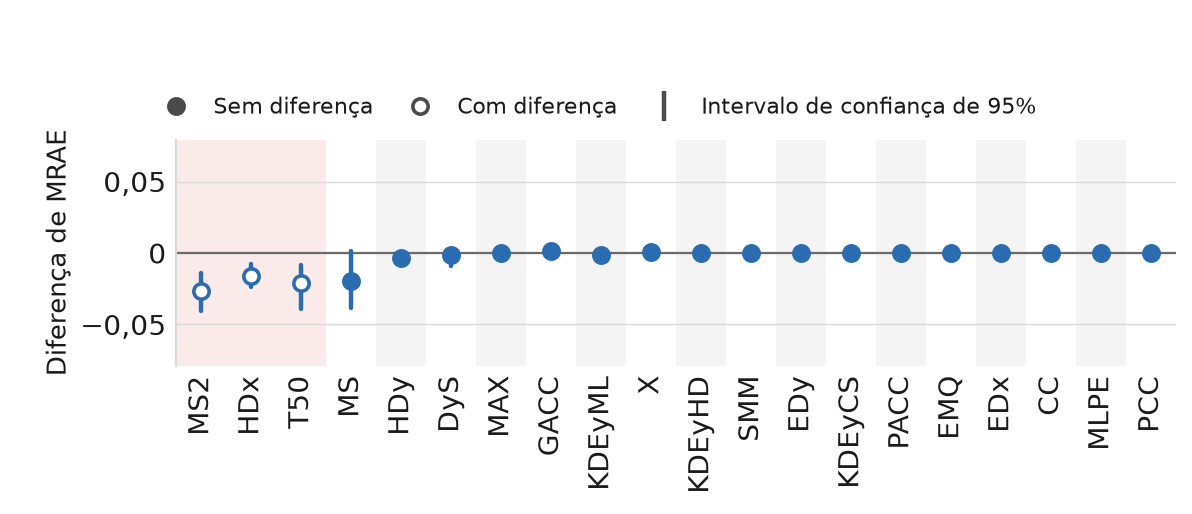 Sem diferença Com diferença Intervalo de confiança de 95%
Diferença de MRAE
0,05
0
−0,05
MS2
HDx
T50
MS
HDy
DyS
MAX
GACC
KDEyML
X
KDEyHD
SMM
EDy
KDEyCS
PACC
EMQ
EDx
CC
MLPE
PCC